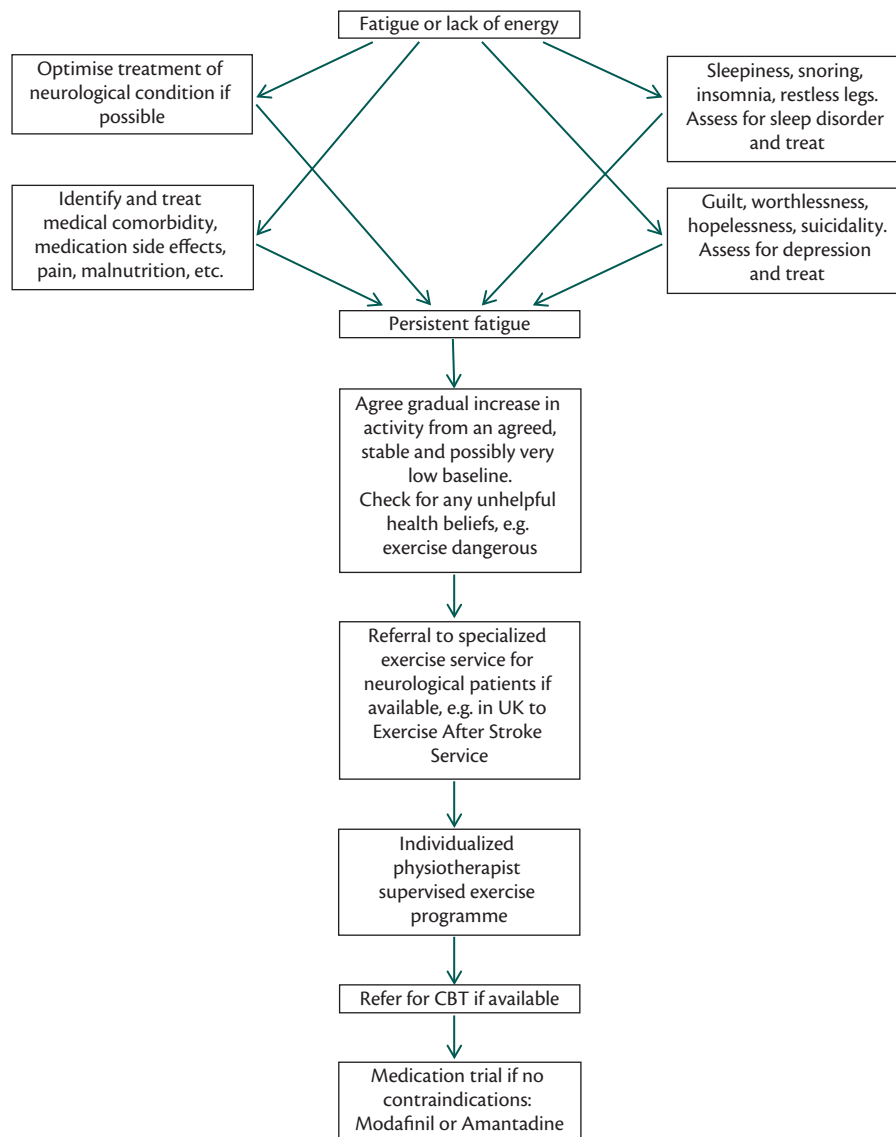 Fatigue or lack of energy
Optimise treatment of
neurological condition if
possible
Sleepiness, snoring,
insomnia, restless legs.
Assess for sleep disorder
and treat
Identify and treat
medical comorbidity,
medication side effects,
pain, malnutrition, etc.
Guilt, worthlessness,
hopelessness, suicidality.
Assess for depression
and treat
Persistent fatigue
Agree gradual increase in
activity from an agreed,
stable and possibly very
low baseline.
Check for any unhelpful
health beliefs, e.g.
exercise dangerous
Referral to specialized
exercise service for
neurological patients if
available, e.g. in UK to
Exercise After Stroke
Service
Individualized
physiotherapist
supervised exercise
programme
Refer for CBT if available
Medication trial if no
contraindications:
Modafinil or Amantadine